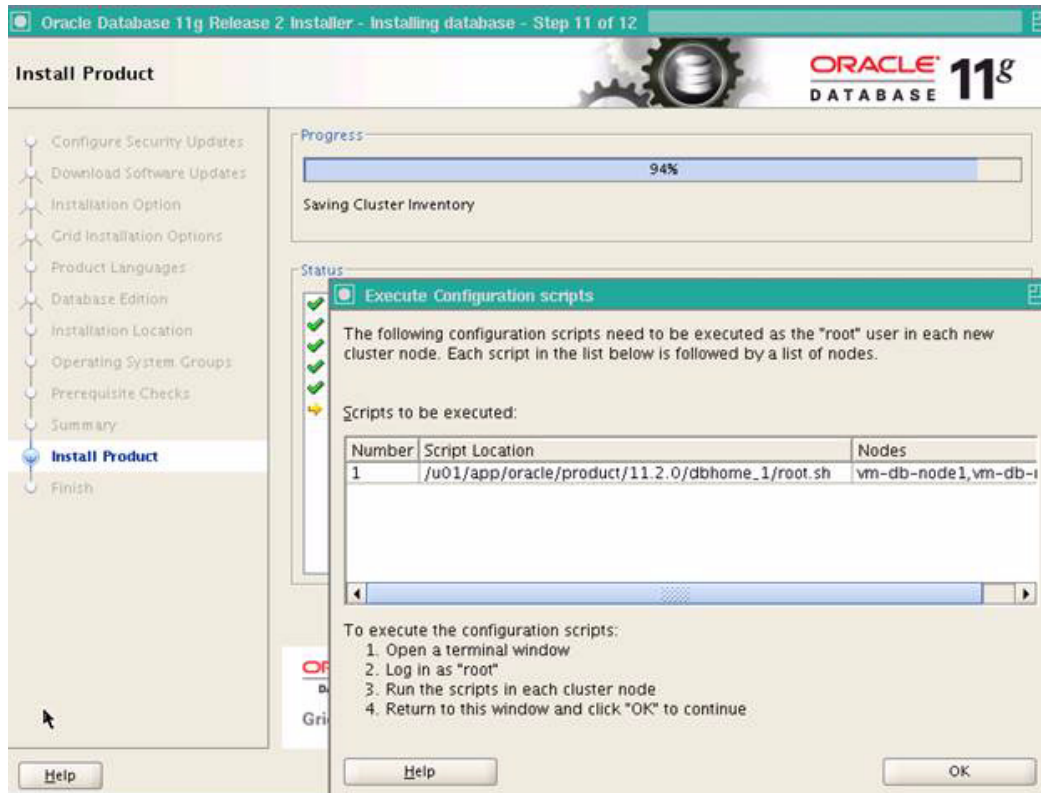 Oracle Database 11g Release 2 Installer - Installing database - Step 11 of 12
Install Product
ORACLE
DATABASE
11g
Configure Security Updates
Download Software Updates
Installation Option
Grid Installation Options
Product Languages
Database Edition
Installation Location
Operating System Groups
Prerequisite Checks
Summary
Install Product
Finish
Help
Progress
94%
Saving Cluster Inventory
Status
Execute Configuration scripts
The following configuration scripts need to be executed as the "root" user in each new
cluster node. Each script in the list below is followed by a list of nodes.
Scripts to be executed:
Number Script Location Nodes
1 /u01/app/oracle/product/11.2.0/dbhome_1/root.sh vm-db-node1,vm-db-
To execute the configuration scripts:
1. Open a terminal window
2. Log in as "root"
3. Run the scripts in each cluster node
4. Return to this window and click "OK" to continue
Help
OK